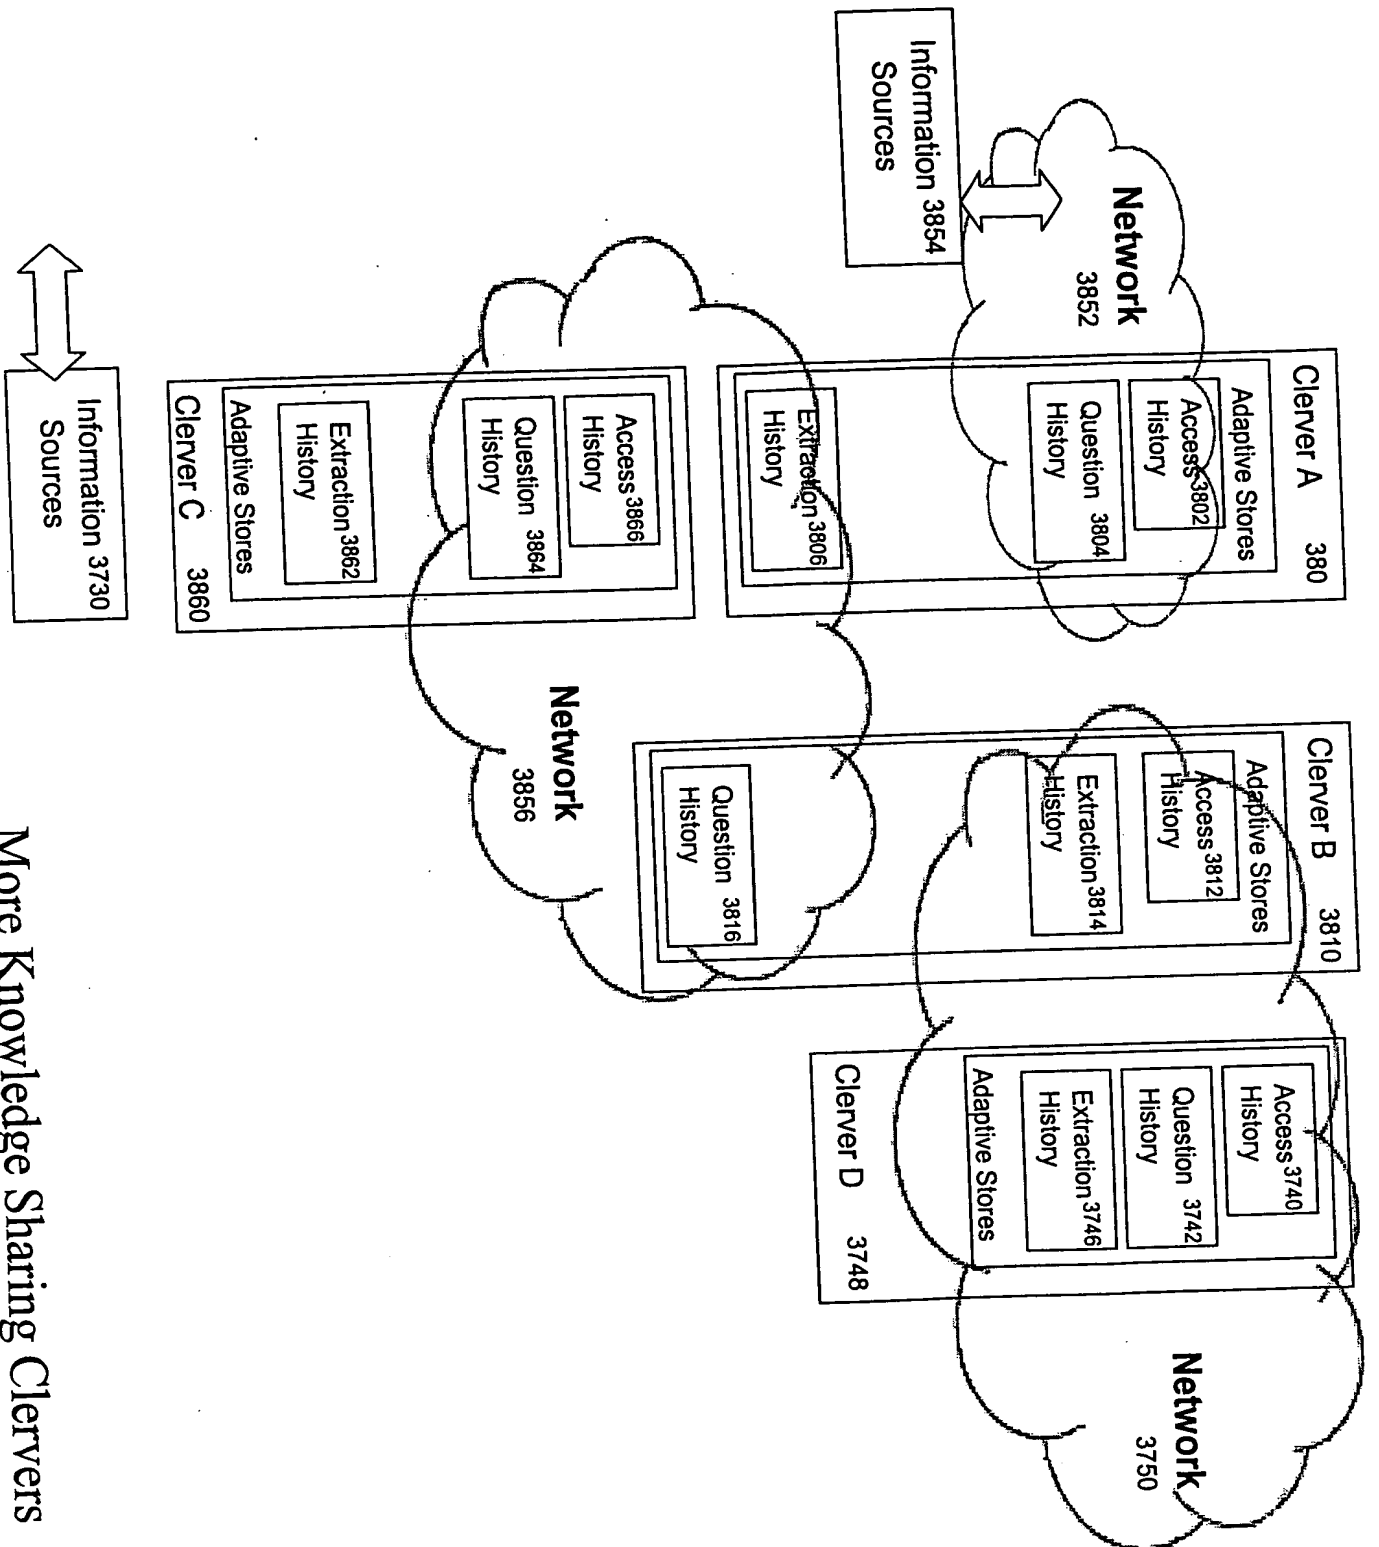 Network
3852
Information 3854
Sources
Clerver A 380
Adaptive Stores
Access 3802
History
Question 3804
History
Extraction 3806
History
Clerver B 3810
Adaptive Stores
Access 3812
History
Extraction 3814
History
Question 3816
History
Access 3740
History
Question 3742
History
Extraction 3746
History
Adaptive Stores
Clerver D 3748
Network
3750
Network
3856
Access 3866
History
Question 3864
History
Extraction 3862
History
Adaptive Stores
Clerver C 3860
Information 3730
Sources
More Knowledge Sharing Clervers